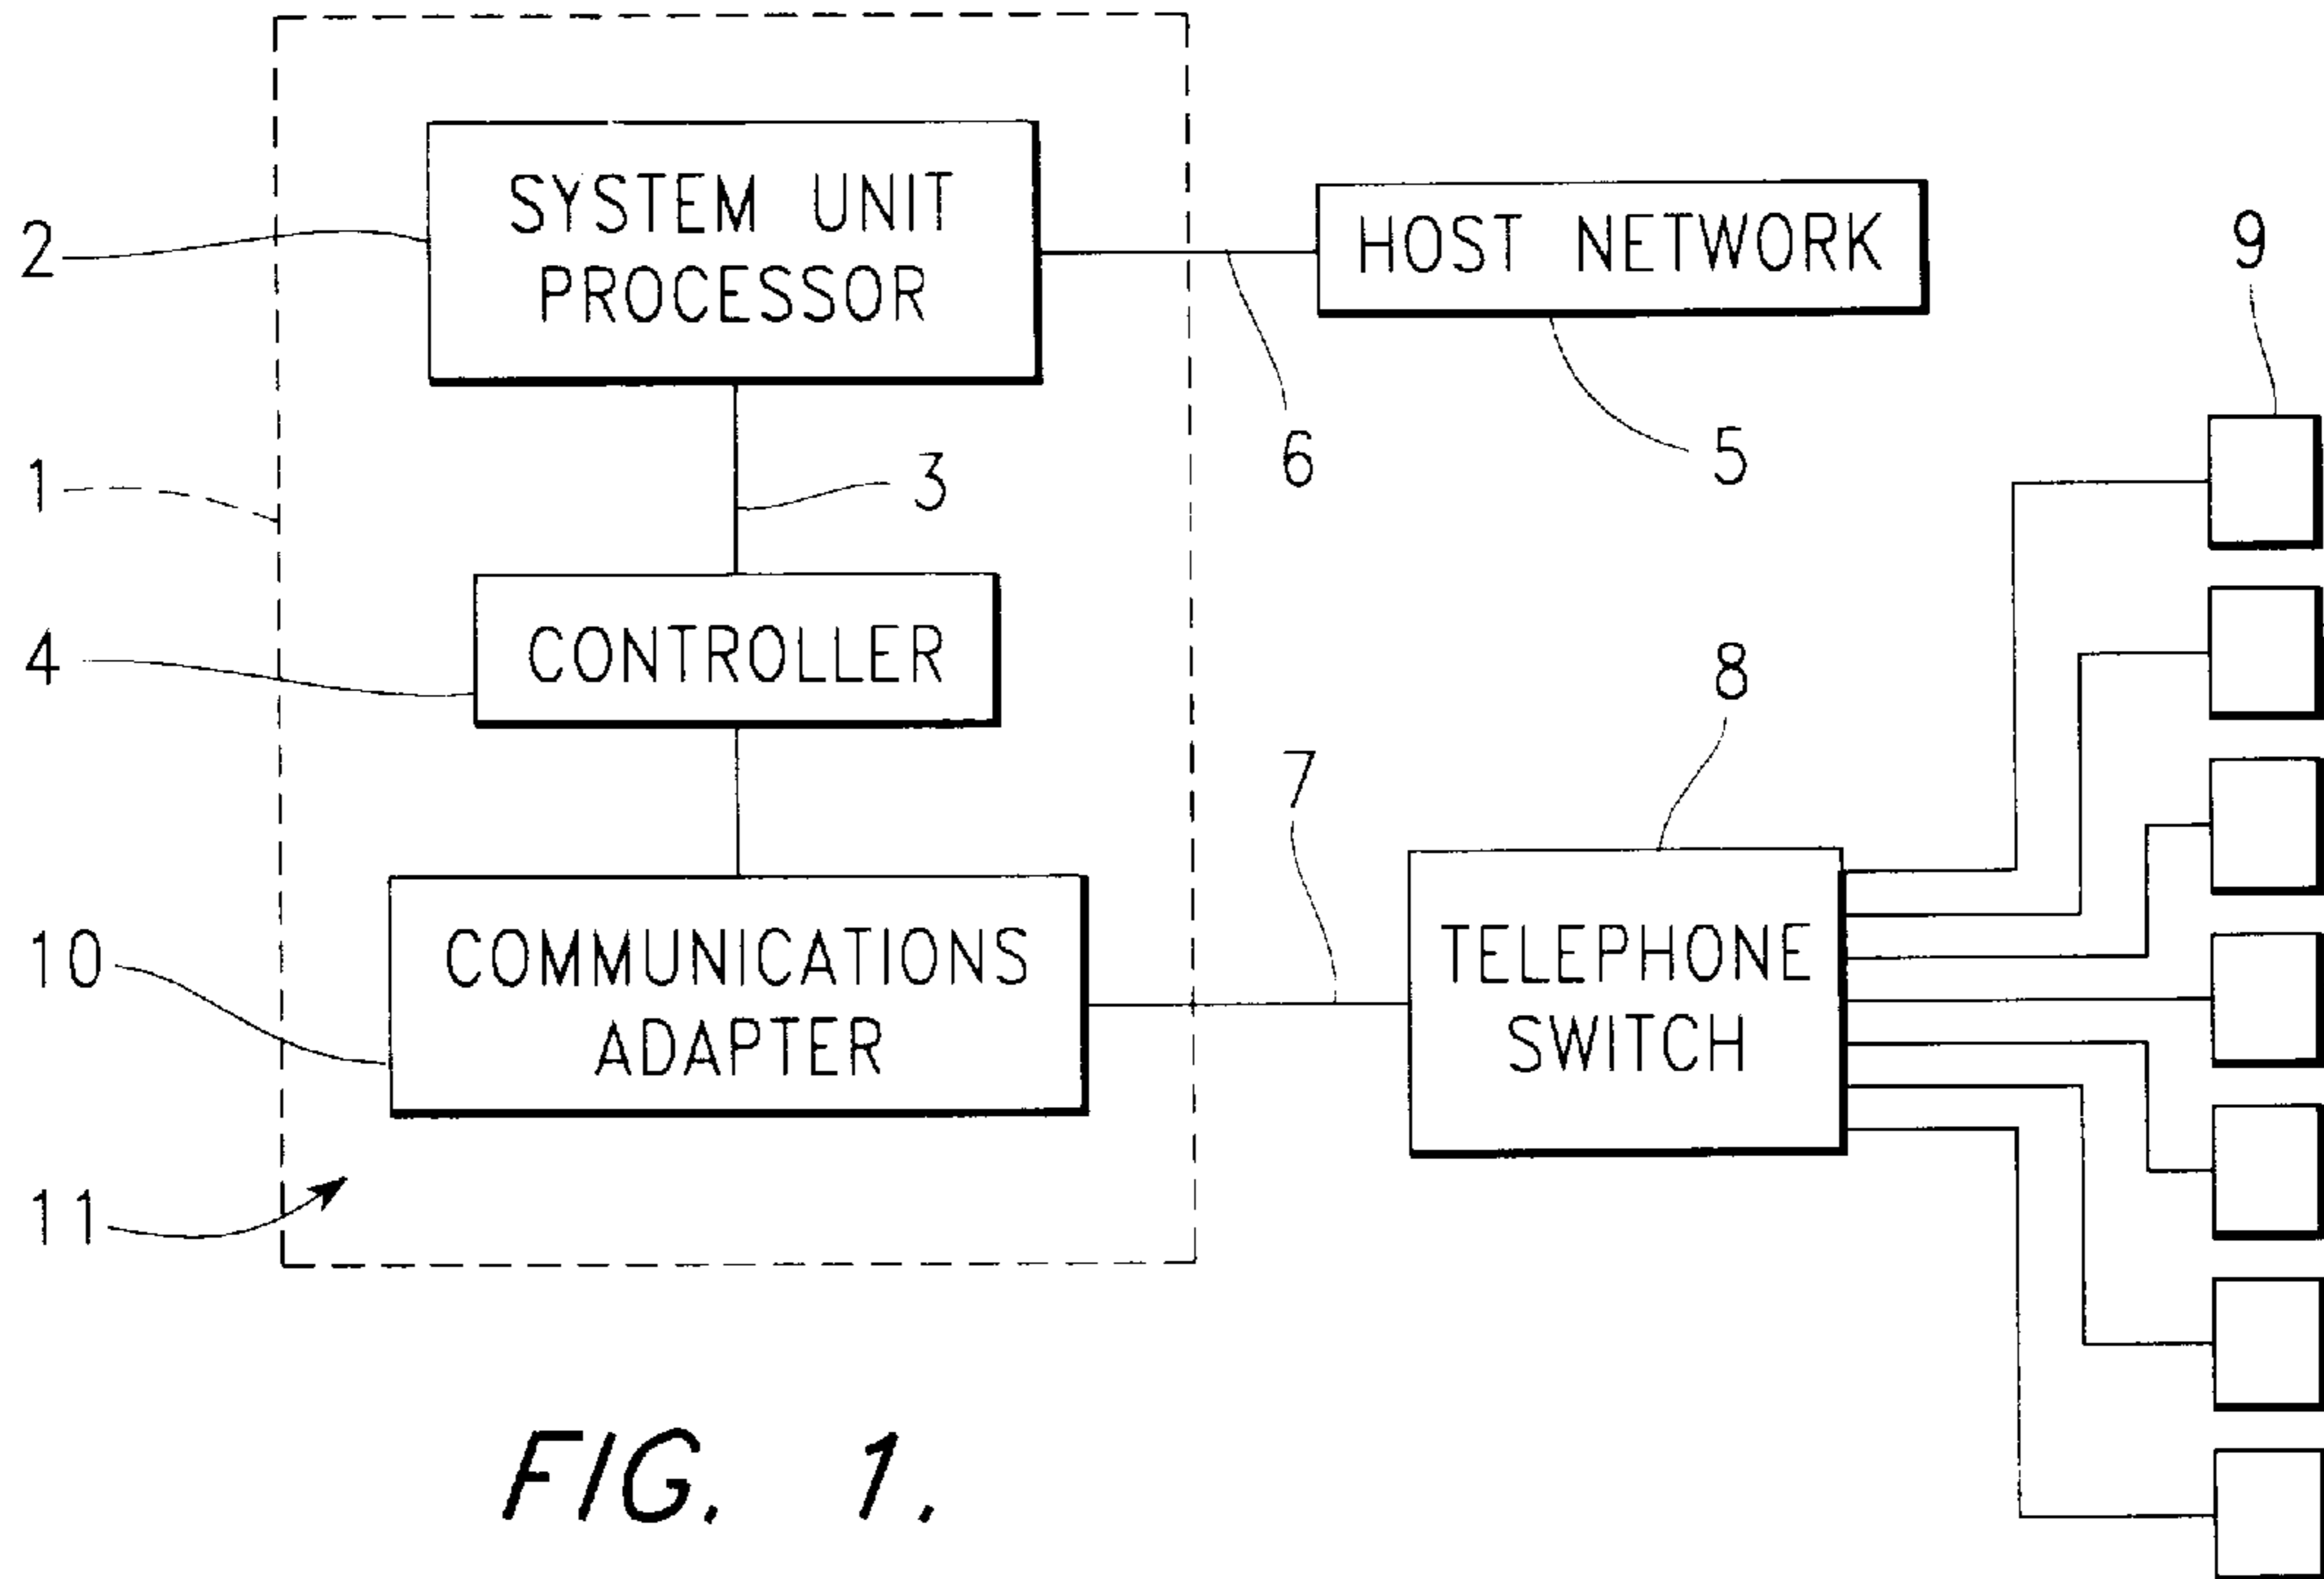 SYSTEM UNIT
PROCESSOR
2
HOST NETWORK
9
6
5
1
3
CONTROLLER
4
8
7
COMMUNICATIONS
ADAPTER
10
TELEPHONE
SWITCH
11
FIG. 1.